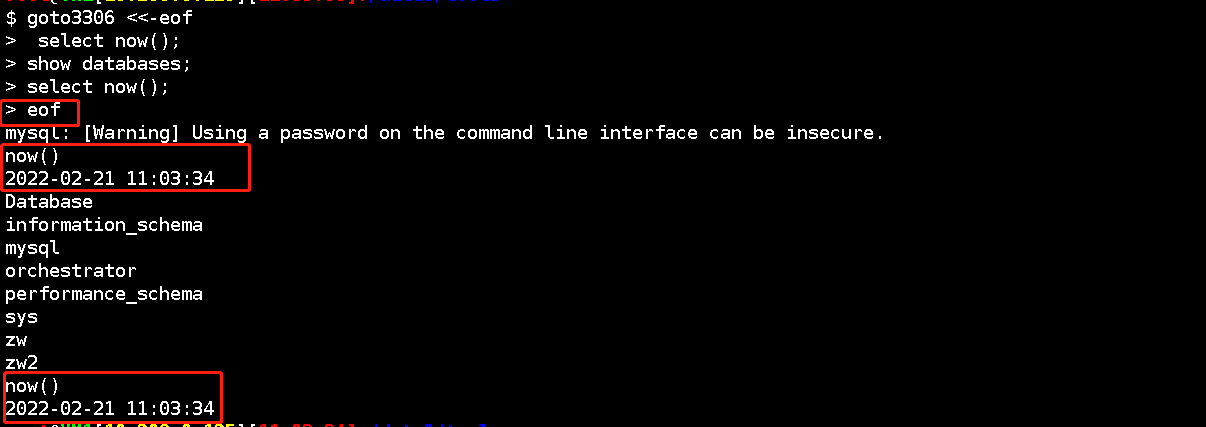 $ goto3306 <<-eof
>  select now();
> show databases;
> select now();
> eof
mysql: [Warning] Using a password on the command line interface can be insecure.
now()
2022-02-21 11:03:34
Database
information_schema
mysql
orchestrator
performance_schema
sys
zw
zw2
now()
2022-02-21 11:03:34